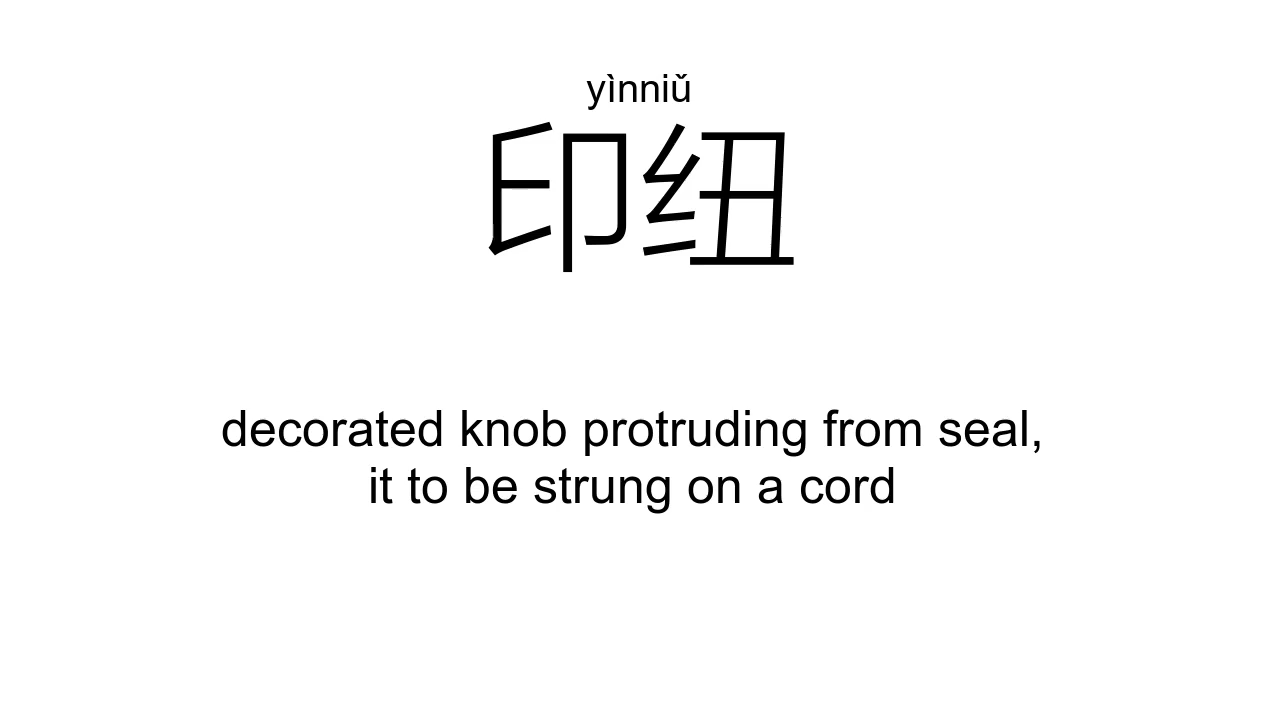 yìnniǔ
印纽
decorated knob protruding from seal,
it to be strung on a cord